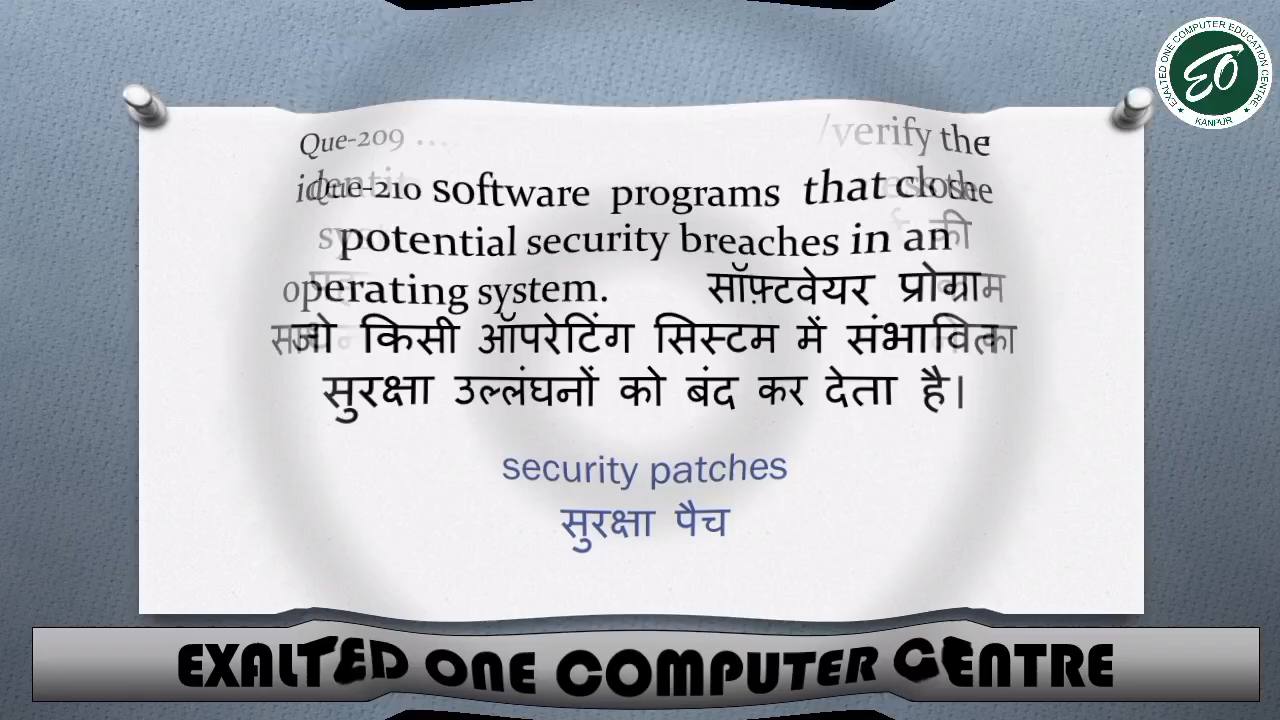 EXALTED ONE COMPUTER EDUCATION CENTRE
EO
★ KANPUR ★
Que-209 ... /verify the
Que-210 software programs that close
potential security breaches in an
operating system. सॉफ़्टवेयर प्रोग्राम
जो किसी ऑपरेटिंग सिस्टम में संभावित
सुरक्षा उल्लंघनों को बंद कर देता है।
security patches
सुरक्षा पैच
EXALTED ONE COMPUTER CENTRE